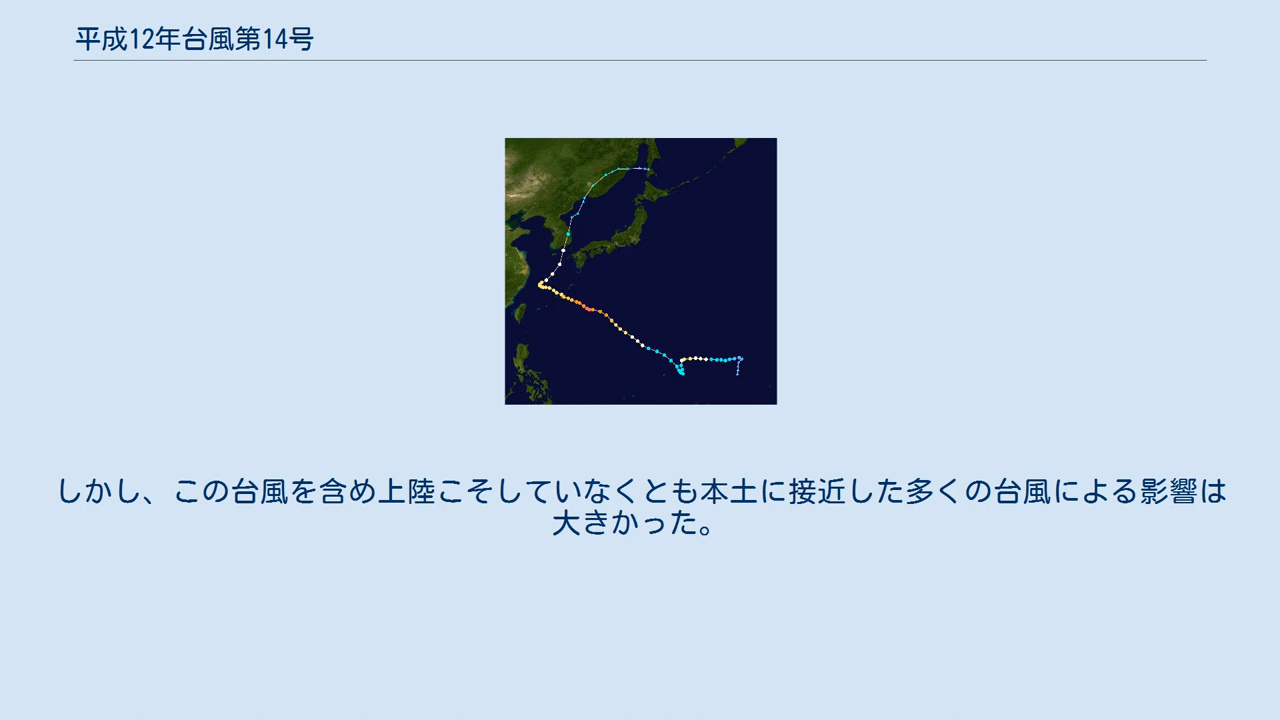 平成12年台風第14号
しかし、この台風を含め上陸こそしていなくとも本土に接近した多くの台風による影響は
大きかった。